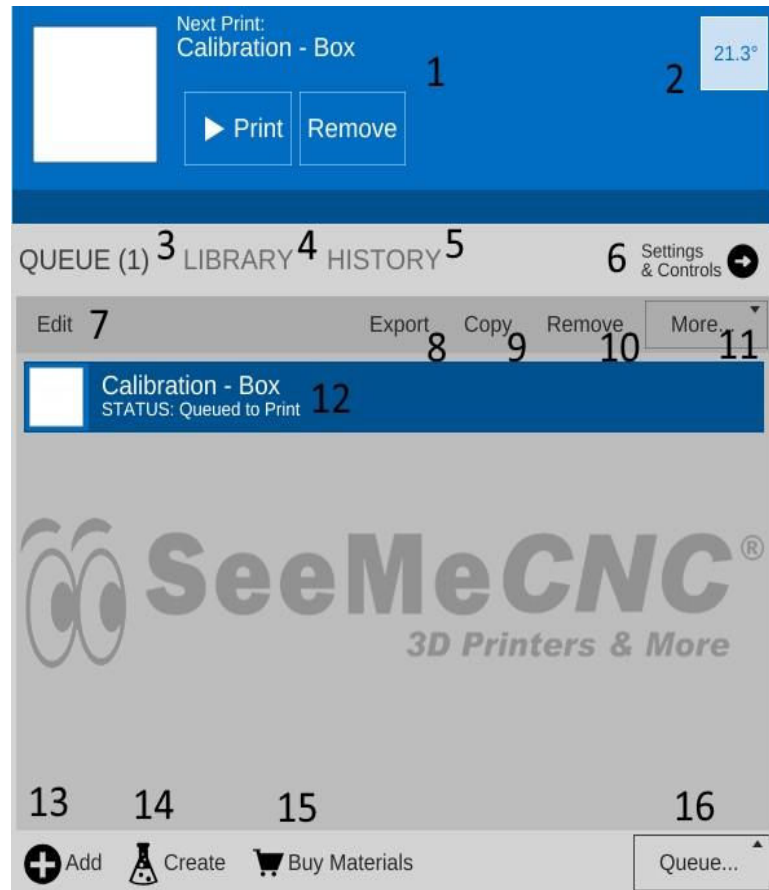 Next Print:
Calibration - Box
1
2
21.3°
Print Remove
QUEUE (1) 3 LIBRARY 4 HISTORY 5
6 Settings
& Controls
Edit 7 Export 8 Copy 9 Remove 10 More... 11
Calibration - Box
STATUS: Queued to Print 12
SeeMeCNC®
3D Printers & More
13 14 15 16
Add Create Buy Materials Queue...